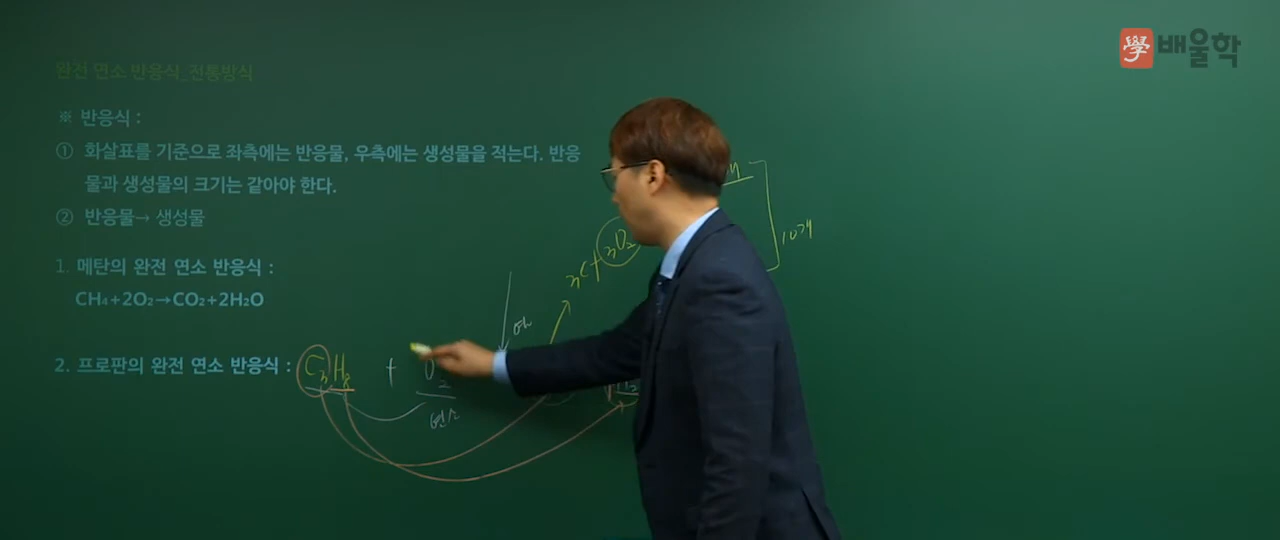 學 배울학
완전 연소 반응식_전통방식
※ 반응식 :
① 화살표를 기준으로 좌측에는 반응물, 우측에는 생성물을 적는다. 반응
물과 생성물의 크기는 같아야 한다.
② 반응물→ 생성물
3C+3O₂
10개
1. 메탄의 완전 연소 반응식 :
CH₄+2O₂→CO₂+2H₂O
2. 프로판의 완전 연소 반응식 : C₃H₈ + O₂
연소